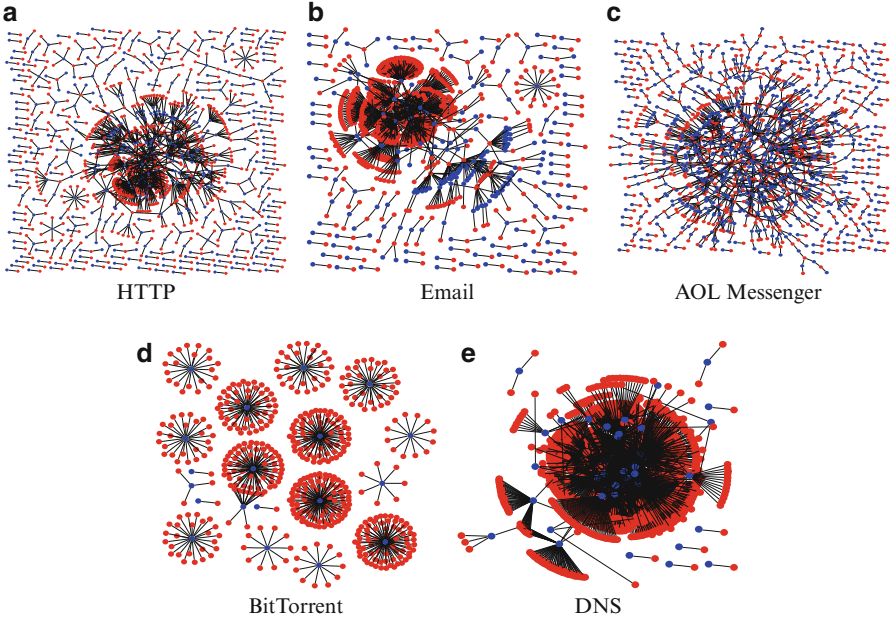 a
b
c
HTTP
Email
AOL Messenger
d
e
BitTorrent
DNS